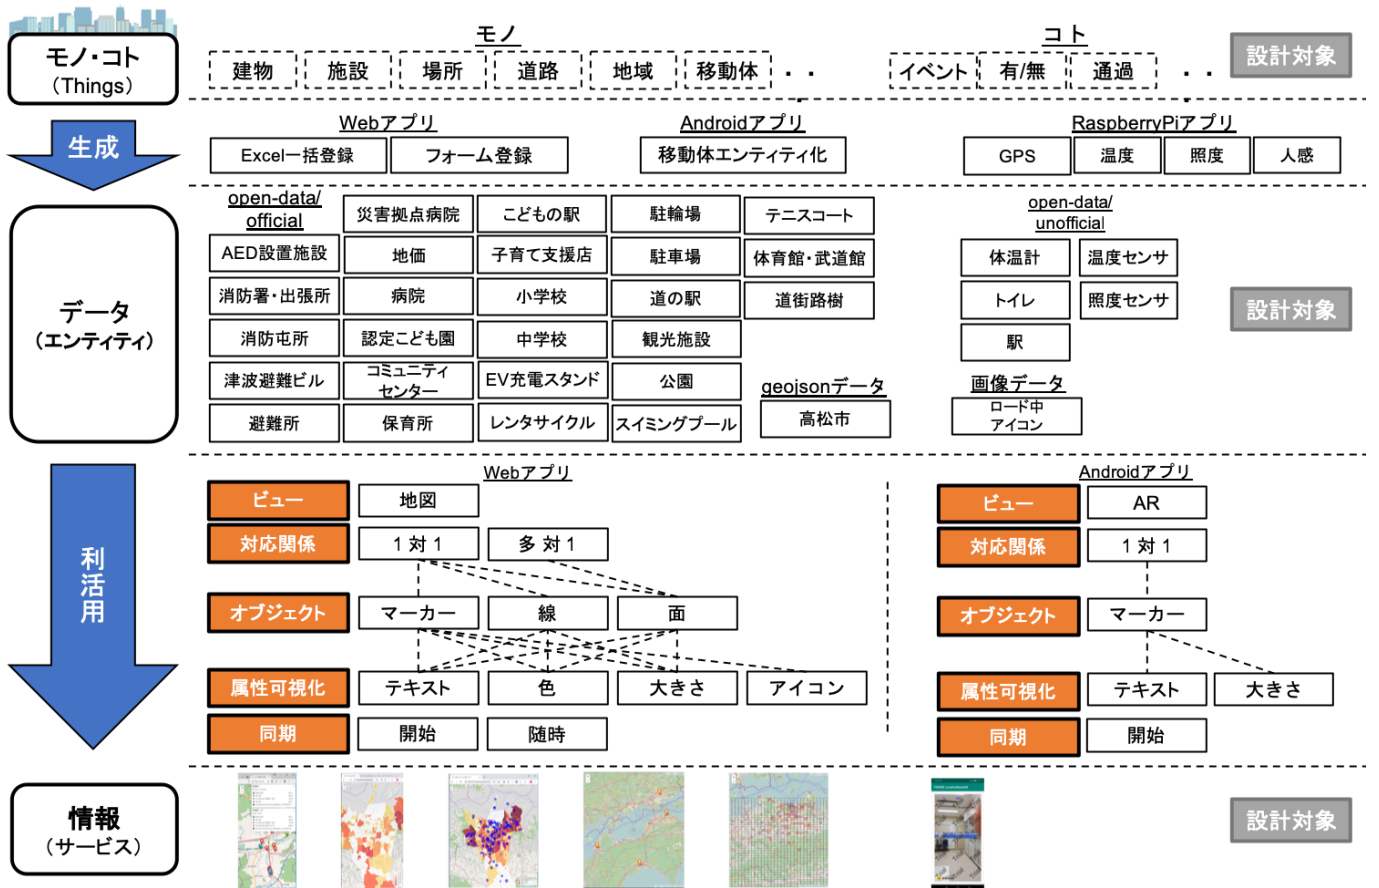 モノ・コト
(Things)
モノ
建物
施設
場所
道路
地域
移動体
・・
コト
イベント
有/無
通過
・・
設計対象
生成
Webアプリ
Excel一括登録
フォーム登録
Androidアプリ
移動体エンティティ化
RaspberryPiアプリ
GPS
温度
照度
人感
データ
(エンティティ)
open-data/
official
AED設置施設
消防署・出張所
消防屯所
津波避難ビル
避難所
災害拠点病院
地価
病院
認定こども園
コミュニティ
センター
保育所
こどもの駅
子育て支援店
小学校
中学校
EV充電スタンド
レンタサイクル
駐輪場
駐車場
道の駅
観光施設
公園
スイミングプール
テニスコート
体育館・武道館
道街路樹
geojsonデータ
高松市
open-data/
unofficial
体温計
トイレ
駅
温度センサ
照度センサ
画像データ
ロード中
アイコン
設計対象
利活用
Webアプリ
ビュー
地図
対応関係
1 対 1
多 対 1
オブジェクト
マーカー
線
面
属性可視化
テキスト
色
大きさ
アイコン
同期
開始
随時
Androidアプリ
ビュー
AR
対応関係
1 対 1
オブジェクト
マーカー
属性可視化
テキスト
大きさ
同期
開始
情報
(サービス)
設計対象